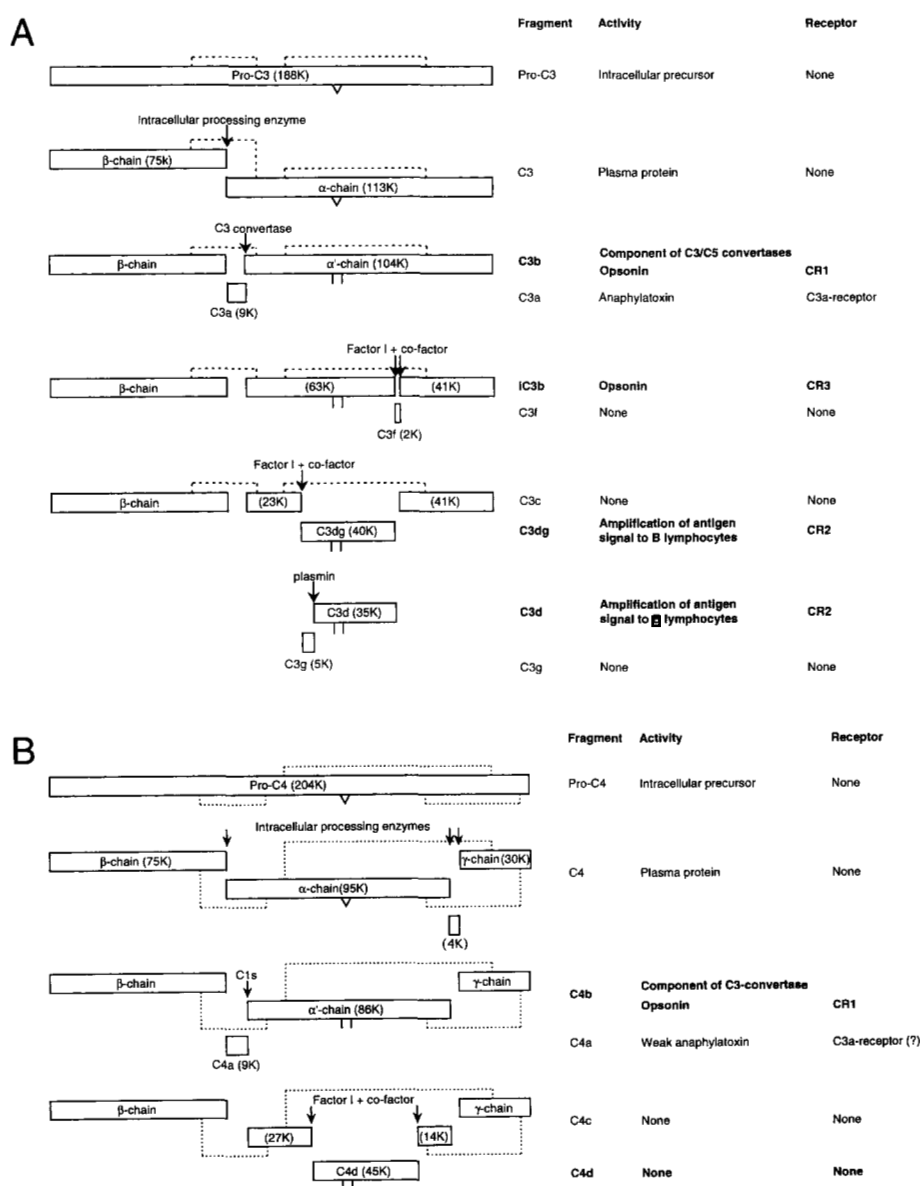 A
Fragment Activity Receptor
Pro-C3 (188K)
Pro-C3 Intracellular precursor None
Intracellular processing enzyme
β-chain (75k)
α-chain (113K)
C3 Plasma protein None
C3 convertase
β-chain
α'-chain (104K)
C3b Component of C3/C5 convertases
Opsonin CR1
C3a (9K)
C3a Anaphylatoxin C3a-receptor
Factor I + co-factor
β-chain
(63K)
(41K)
iC3b Opsonin CR3
C3f (2K)
C3f None None
Factor I + co-factor
β-chain
(23K)
(41K)
C3c None None
C3dg (40K)
C3dg Amplification of antigen
signal to B lymphocytes CR2
plasmin
C3d (35K)
C3d Amplification of antigen
signal to lymphocytes CR2
C3g (5K)
C3g None None
B
Fragment Activity Receptor
Pro-C4 (204K)
Pro-C4 Intracellular precursor None
Intracellular processing enzymes
β-chain (75K)
γ-chain (30K)
α-chain(95K)
C4 Plasma protein None
(4K)
C1s
β-chain
γ-chain
α'-chain (86K)
C4b Component of C3-convertase
Opsonin CR1
C4a (9K)
C4a Weak anaphylatoxin C3a-receptor (?)
β-chain
Factor I + co-factor
γ-chain
(27K)
(14K)
C4c None None
C4d (45K)
C4d None None